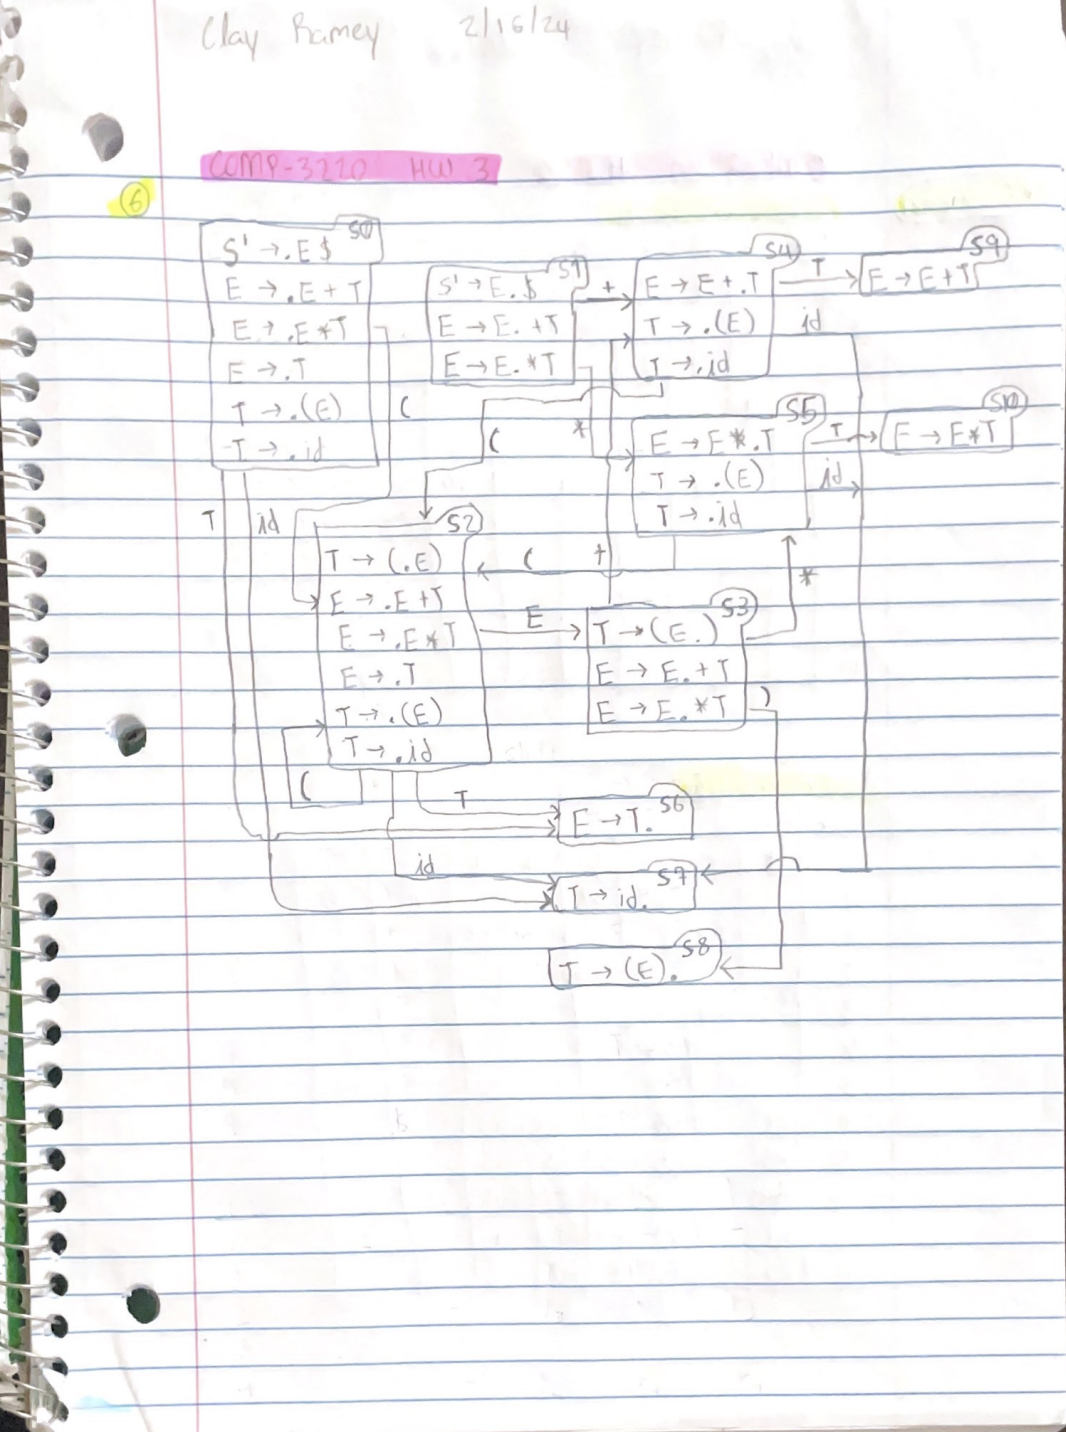 Clay Ramey 2/16/24
COMP-3220 HW 3
6
S0
S' → .E $
E → .E + T
E → .E * T
E → .T
T → .(E)
T → .id
(
T
id
S1
S' → E. $
E → E. + T
E → E. * T
+
*
S4
E → E + .T
T → .(E)
T → .id
T
id
(
S9
E → E + T
S5
E → E * .T
T → .(E)
T → .id
T
id
(
S10
E → E * T
S2
T → (.E)
E → .E + T
E → .E * T
E → .T
T → .(E)
T → .id
E
(
T
id
S3
T → (E.)
E → E. + T
E → E. * T
+
*
)
S6
E → T.
S7
T → id.
S8
T → (E).